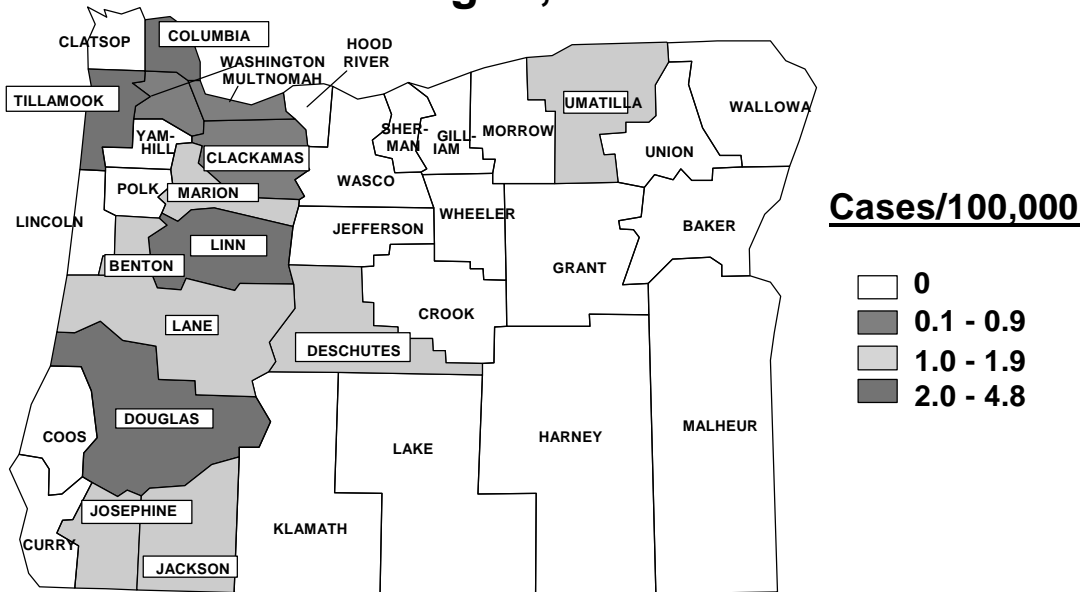 CLATSOP
COLUMBIA
HOOD
RIVER
WASHINGTON
MULTNOMAH
TILLAMOOK
UMATILLA
WALLOWA
YAM-
HILL
SHER-
MAN
GILL-
IAM
MORROW
CLACKAMAS
UNION
POLK
MARION
WASCO
LINCOLN
WHEELER
JEFFERSON
BAKER
LINN
BENTON
GRANT
CROOK
LANE
DESCHUTES
DOUGLAS
COOS
LAKE
HARNEY
MALHEUR
JOSEPHINE
KLAMATH
CURRY
JACKSON
Cases/100,000
0
0.1 - 0.9
1.0 - 1.9
2.0 - 4.8